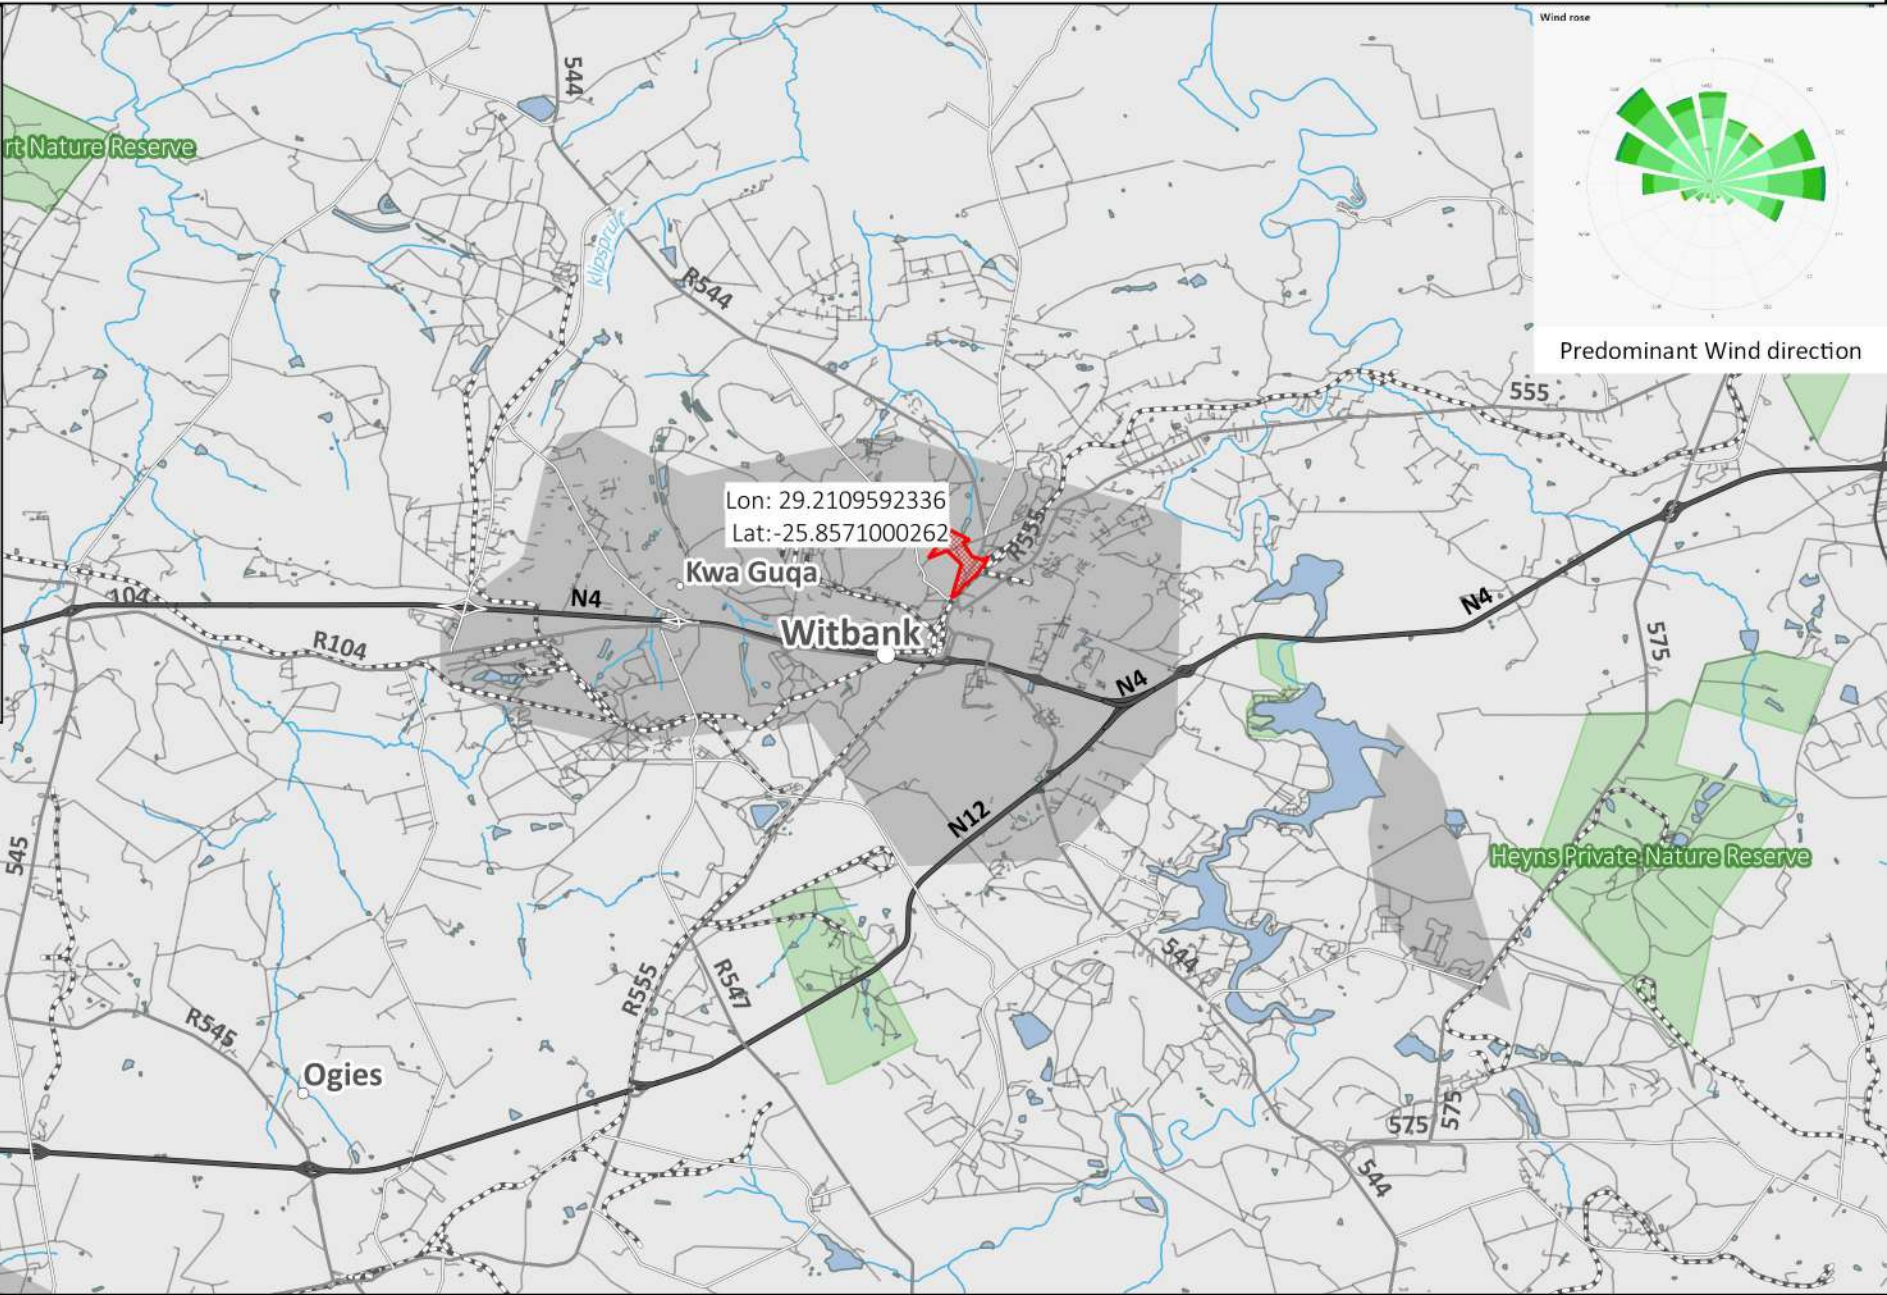 Wind rose
544
rt Nature Reserve
klipspruit
R544
Predominant Wind direction
555
Lon: 29.2109592336
Lat:-25.8571000262
R555
Kwa Guqa
104
N4
N4
Witbank
R104
575
N4
N12
545
Heyns Private Nature Reserve
544
R555
R547
R545
Ogies
575
575
544